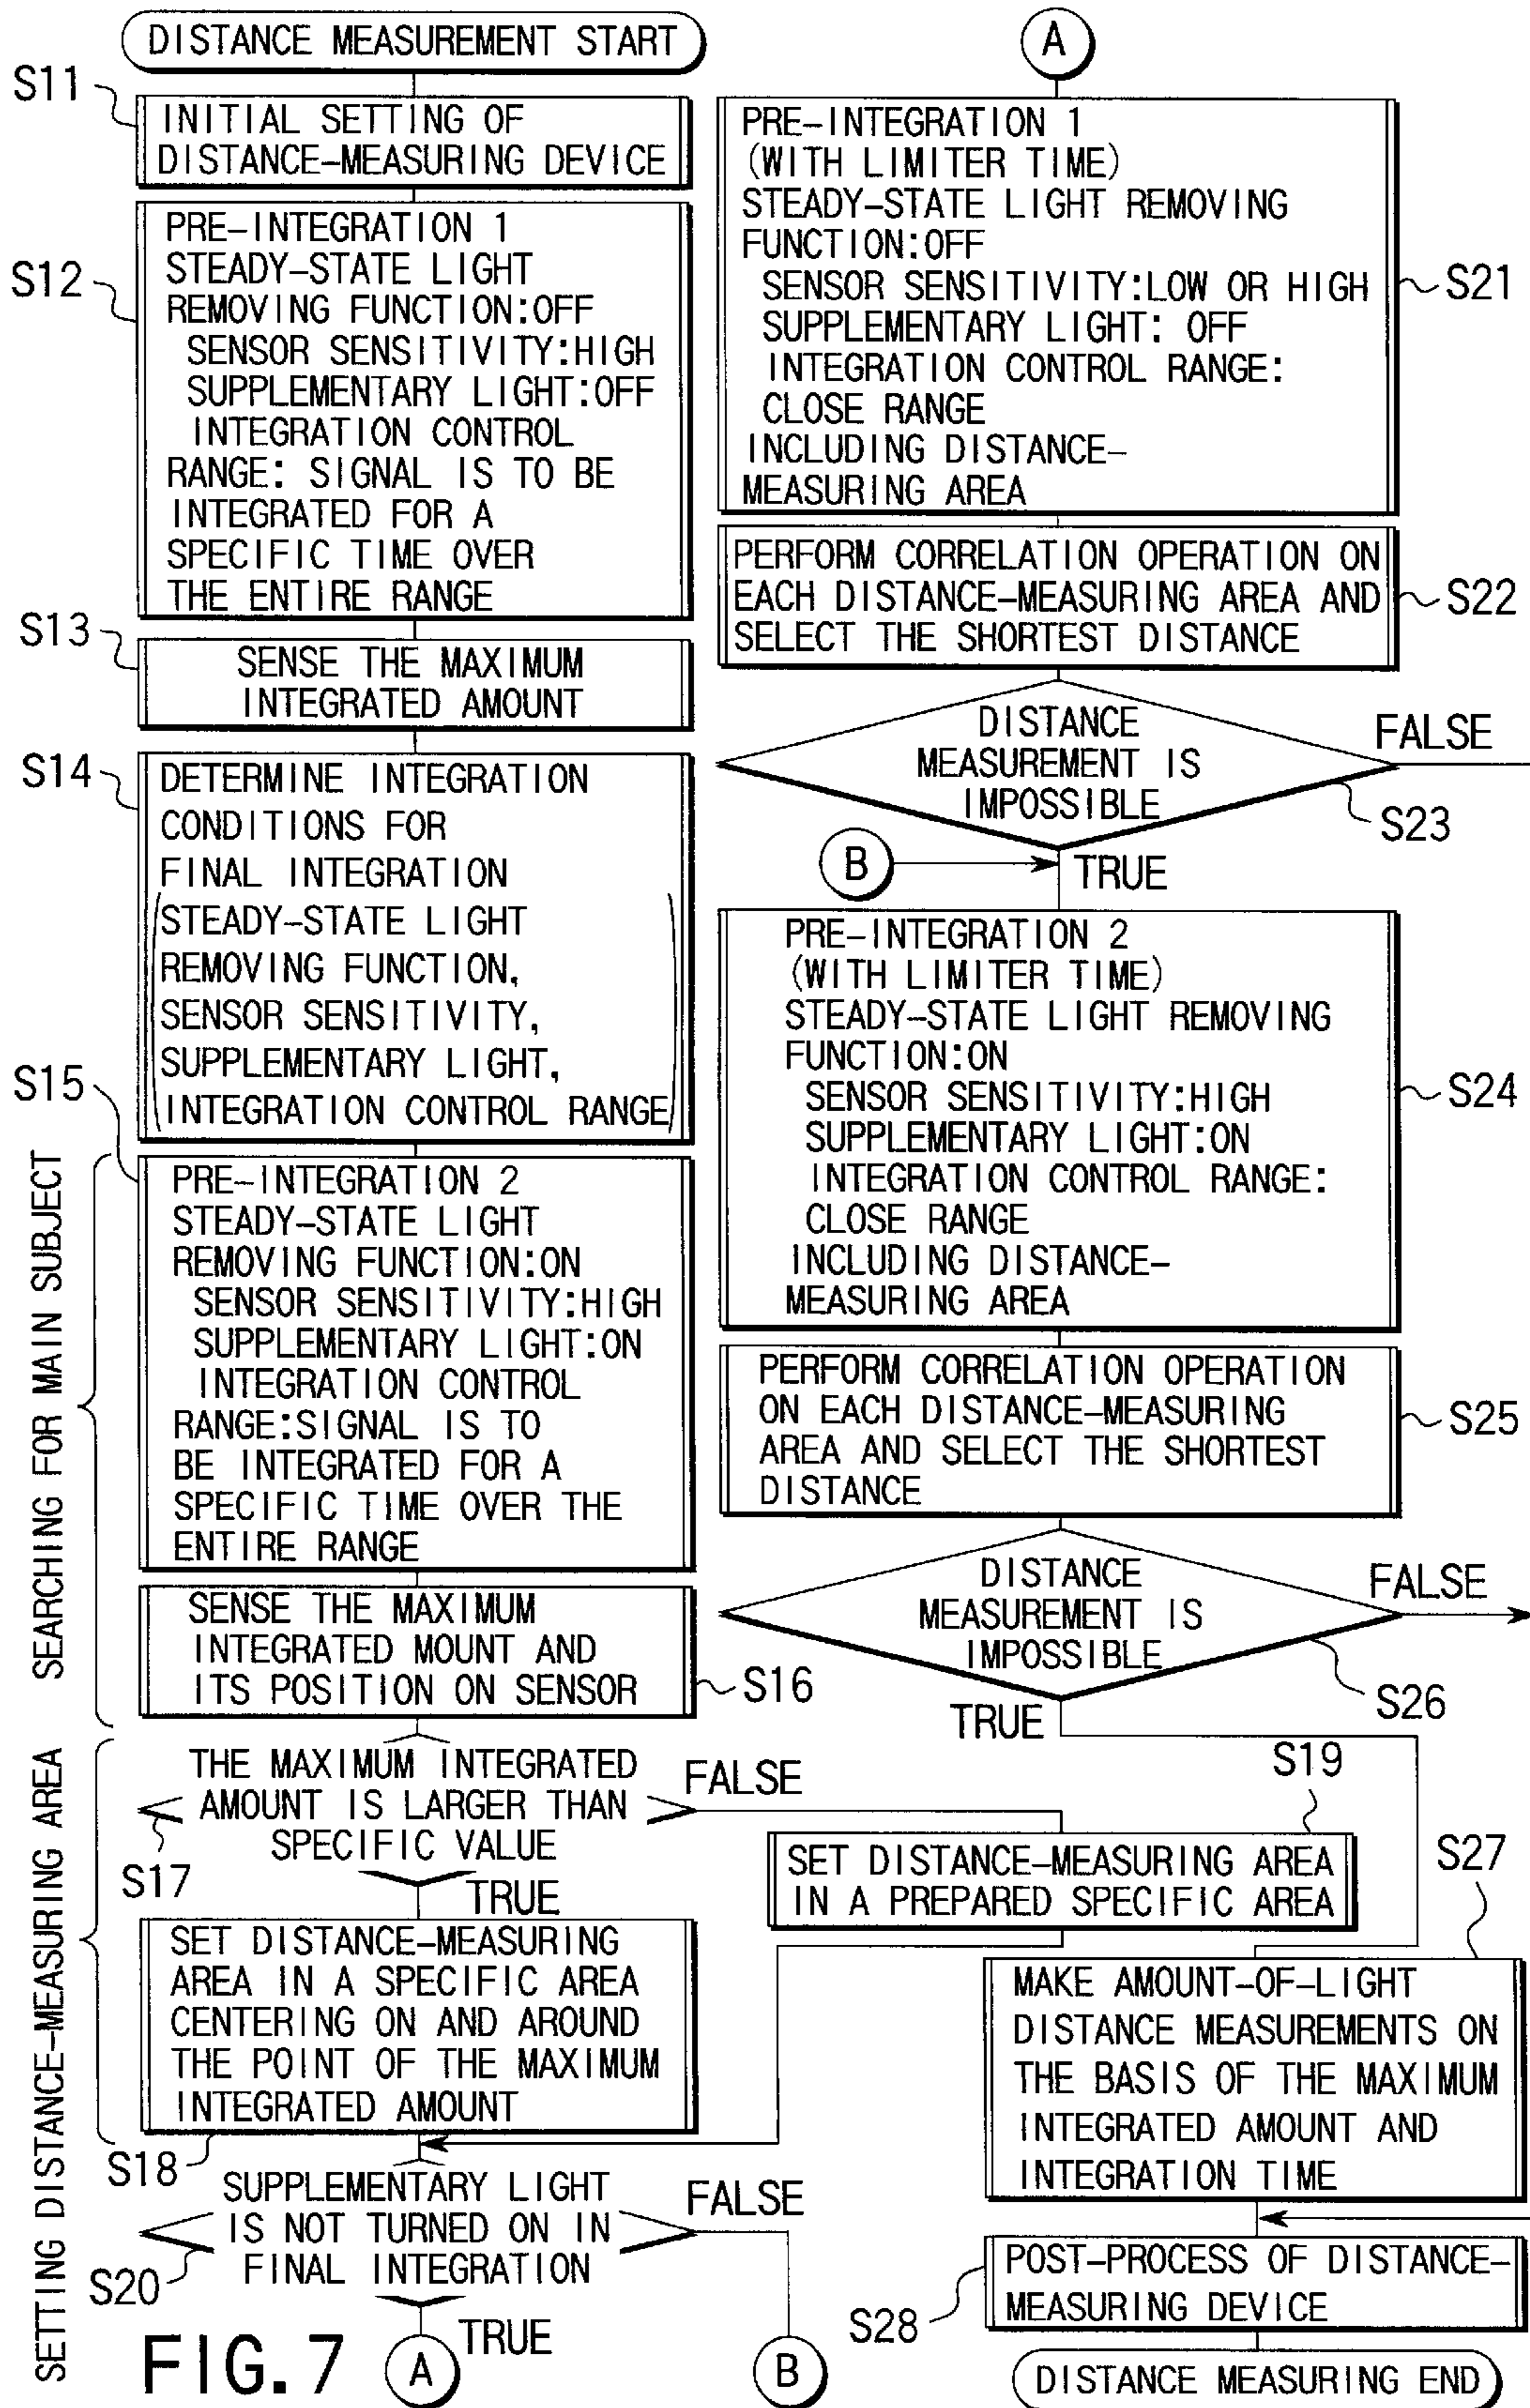 DISTANCE MEASUREMENT START
S11
INITIAL SETTING OF
DISTANCE-MEASURING DEVICE
S12
PRE-INTEGRATION 1
STEADY-STATE LIGHT
REMOVING FUNCTION:OFF
SENSOR SENSITIVITY:HIGH
SUPPLEMENTARY LIGHT:OFF
INTEGRATION CONTROL
RANGE: SIGNAL IS TO BE
INTEGRATED FOR A
SPECIFIC TIME OVER
THE ENTIRE RANGE
S13
SENSE THE MAXIMUM
INTEGRATED AMOUNT
S14
DETERMINE INTEGRATION
CONDITIONS FOR
FINAL INTEGRATION
(STEADY-STATE LIGHT
REMOVING FUNCTION,
SENSOR SENSITIVITY,
SUPPLEMENTARY LIGHT,
INTEGRATION CONTROL RANGE)
SEARCHING FOR MAIN SUBJECT
S15
PRE-INTEGRATION 2
STEADY-STATE LIGHT
REMOVING FUNCTION:ON
SENSOR SENSITIVITY:HIGH
SUPPLEMENTARY LIGHT:ON
INTEGRATION CONTROL
RANGE:SIGNAL IS TO
BE INTEGRATED FOR A
SPECIFIC TIME OVER THE
ENTIRE RANGE
SENSE THE MAXIMUM
INTEGRATED MOUNT AND
ITS POSITION ON SENSOR
S16
SETTING DISTANCE-MEASURING AREA
THE MAXIMUM INTEGRATED
AMOUNT IS LARGER THAN
SPECIFIC VALUE
FALSE
S17
TRUE
SET DISTANCE-MEASURING
AREA IN A SPECIFIC AREA
CENTERING ON AND AROUND
THE POINT OF THE MAXIMUM
INTEGRATED AMOUNT
S18
SUPPLEMENTARY LIGHT
IS NOT TURNED ON IN
FINAL INTEGRATION
FALSE
S20
TRUE
A
B
FIG. 7
A
PRE-INTEGRATION 1
(WITH LIMITER TIME)
STEADY-STATE LIGHT REMOVING
FUNCTION:OFF
SENSOR SENSITIVITY:LOW OR HIGH
SUPPLEMENTARY LIGHT: OFF
INTEGRATION CONTROL RANGE:
CLOSE RANGE
INCLUDING DISTANCE-
MEASURING AREA
S21
PERFORM CORRELATION OPERATION ON
EACH DISTANCE-MEASURING AREA AND
SELECT THE SHORTEST DISTANCE
S22
DISTANCE
MEASUREMENT IS
IMPOSSIBLE
FALSE
S23
B
TRUE
PRE-INTEGRATION 2
(WITH LIMITER TIME)
STEADY-STATE LIGHT REMOVING
FUNCTION:ON
SENSOR SENSITIVITY:HIGH
SUPPLEMENTARY LIGHT:ON
INTEGRATION CONTROL RANGE:
CLOSE RANGE
INCLUDING DISTANCE-
MEASURING AREA
S24
PERFORM CORRELATION OPERATION
ON EACH DISTANCE-MEASURING
AREA AND SELECT THE SHORTEST
DISTANCE
S25
DISTANCE
MEASUREMENT IS
IMPOSSIBLE
FALSE
S26
TRUE
S19
SET DISTANCE-MEASURING AREA
IN A PREPARED SPECIFIC AREA
S27
MAKE AMOUNT-OF-LIGHT
DISTANCE MEASUREMENTS ON
THE BASIS OF THE MAXIMUM
INTEGRATED AMOUNT AND
INTEGRATION TIME
S28
POST-PROCESS OF DISTANCE-
MEASURING DEVICE
DISTANCE MEASURING END